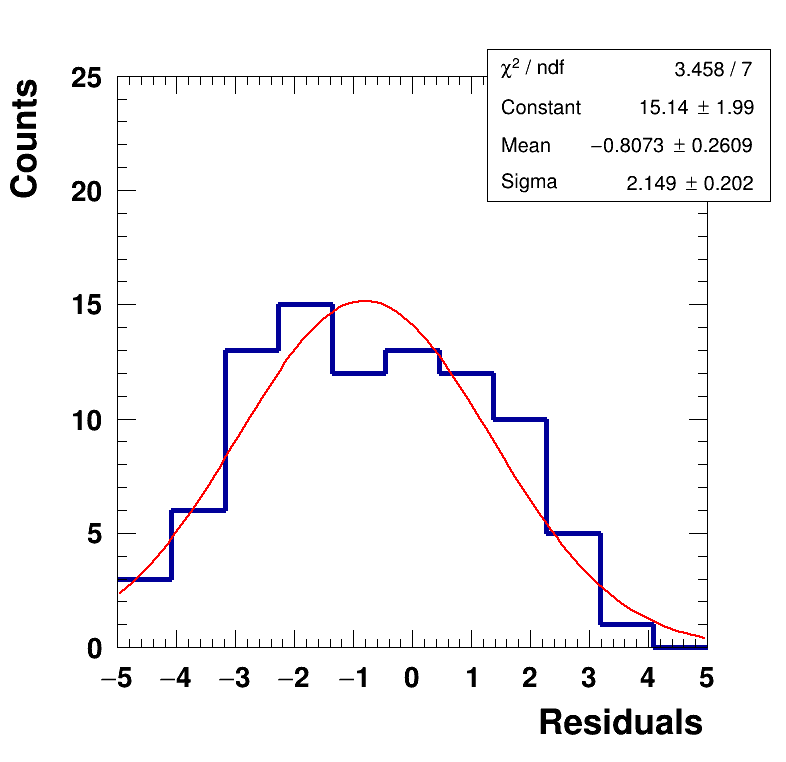 Counts
χ² / ndf 3.458 / 7
Constant 15.14 ± 1.99
Mean −0.8073 ± 0.2609
Sigma 2.149 ± 0.202
25
20
15
10
5
0
−5 −4 −3 −2 −1 0 1 2 3 4 5
Residuals